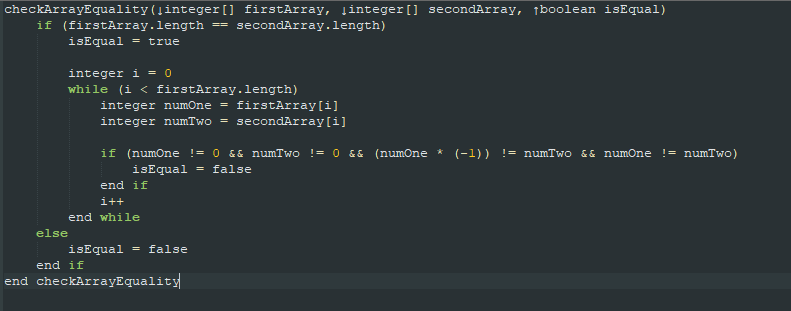 checkArrayEquality(↓integer[] firstArray, ↓integer[] secondArray, ↑boolean isEqual)
    if (firstArray.length == secondArray.length)
        isEqual = true

        integer i = 0
        while (i < firstArray.length)
            integer numOne = firstArray[i]
            integer numTwo = secondArray[i]

            if (numOne != 0 && numTwo != 0 && (numOne * (-1)) != numTwo && numOne != numTwo)
                isEqual = false
            end if
            i++
        end while
    else
        isEqual = false
    end if
end checkArrayEquality